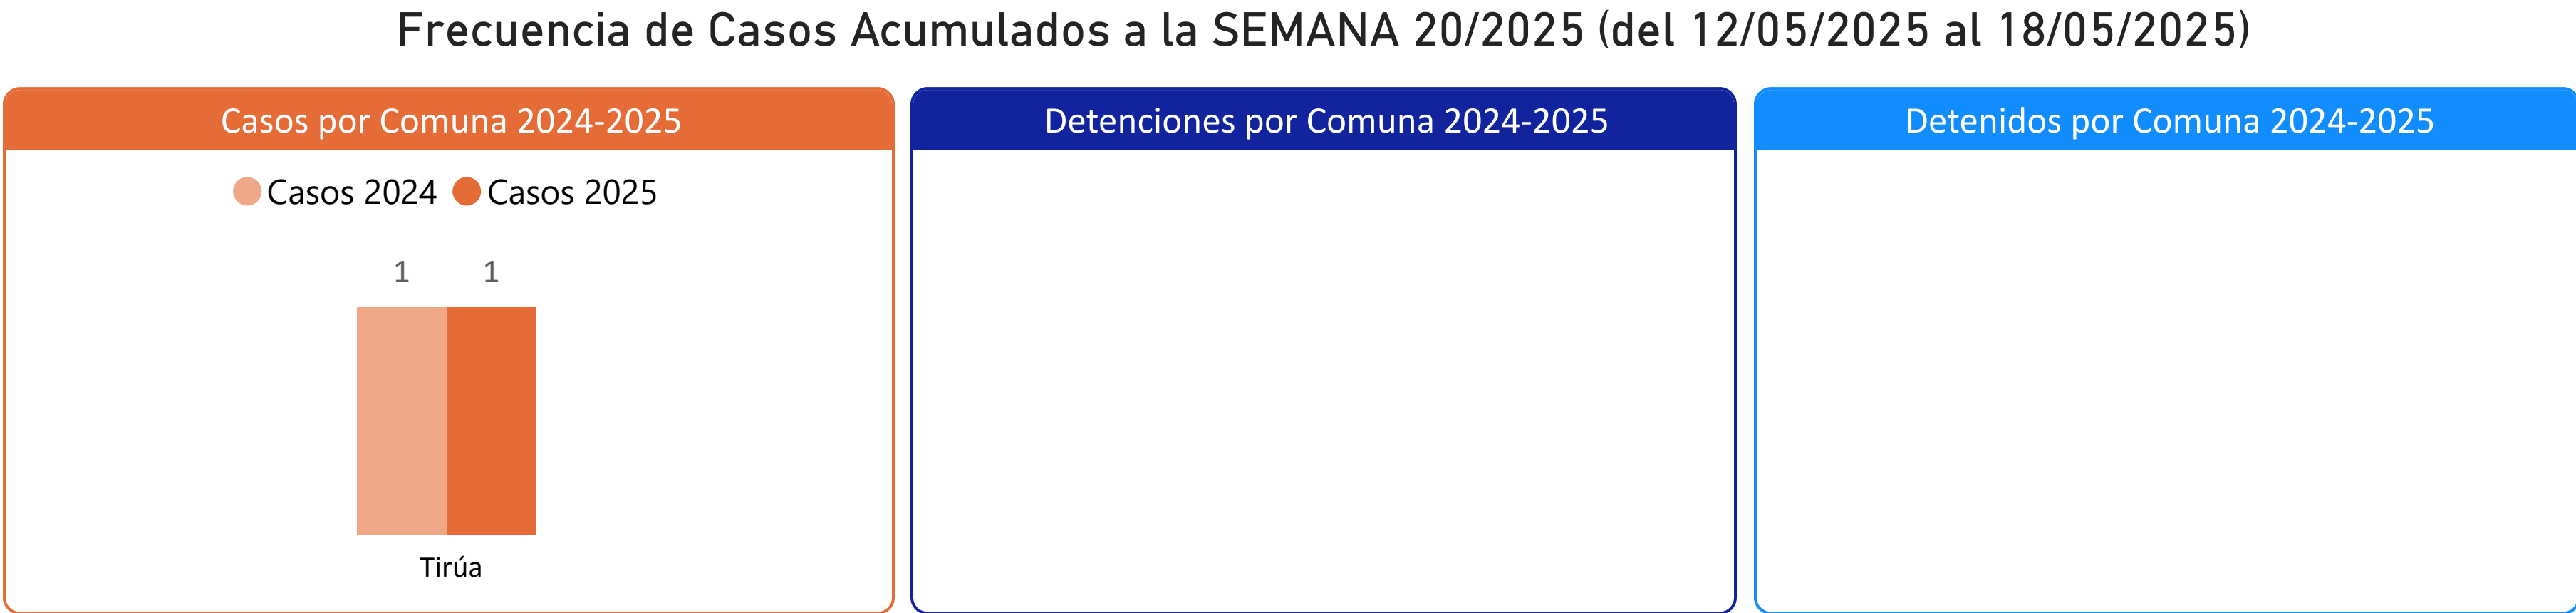 Frecuencia de Casos Acumulados a la SEMANA 20/2025 (del 12/05/2025 al 18/05/2025)
Casos por Comuna 2024-2025
Casos 2024 Casos 2025
1 1
Tirúa
Detenciones por Comuna 2024-2025
Detenidos por Comuna 2024-2025